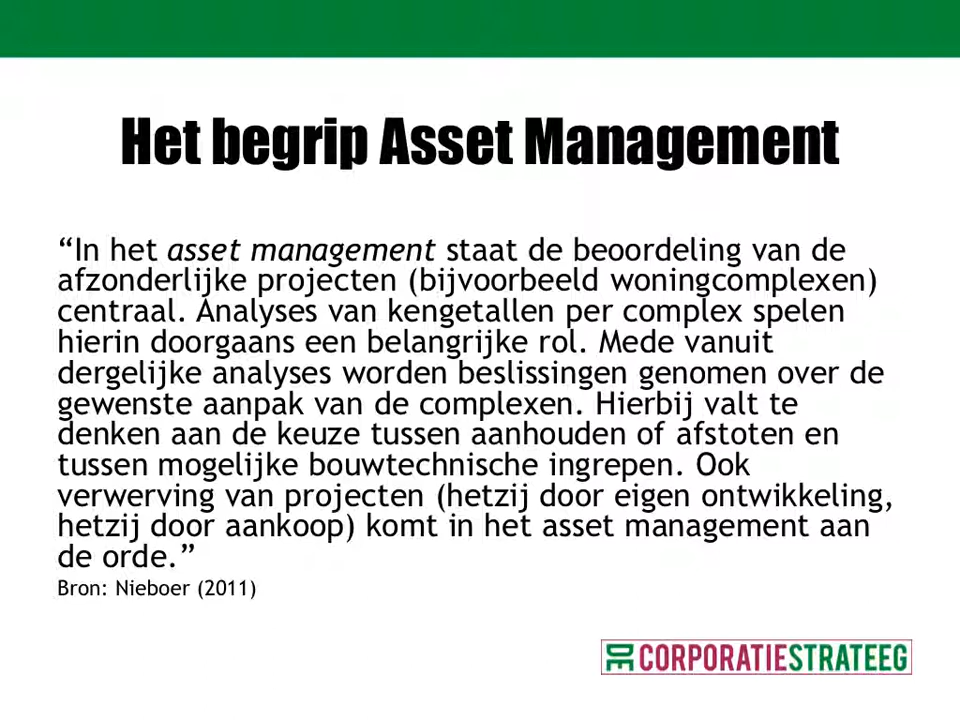 Het begrip Asset Management
“In het asset management staat de beoordeling van de
afzonderlijke projecten (bijvoorbeeld woningcomplexen)
centraal. Analyses van kengetallen per complex spelen
hierin doorgaans een belangrijke rol. Mede vanuit
dergelijke analyses worden beslissingen genomen over de
gewenste aanpak van de complexen. Hierbij valt te
denken aan de keuze tussen aanhouden of afstoten en
tussen mogelijke bouwtechnische ingrepen. Ook
verwerving van projecten (hetzij door eigen ontwikkeling,
hetzij door aankoop) komt in het asset management aan
de orde.”
Bron: Nieboer (2011)
DE CORPORATIESTRATEEG